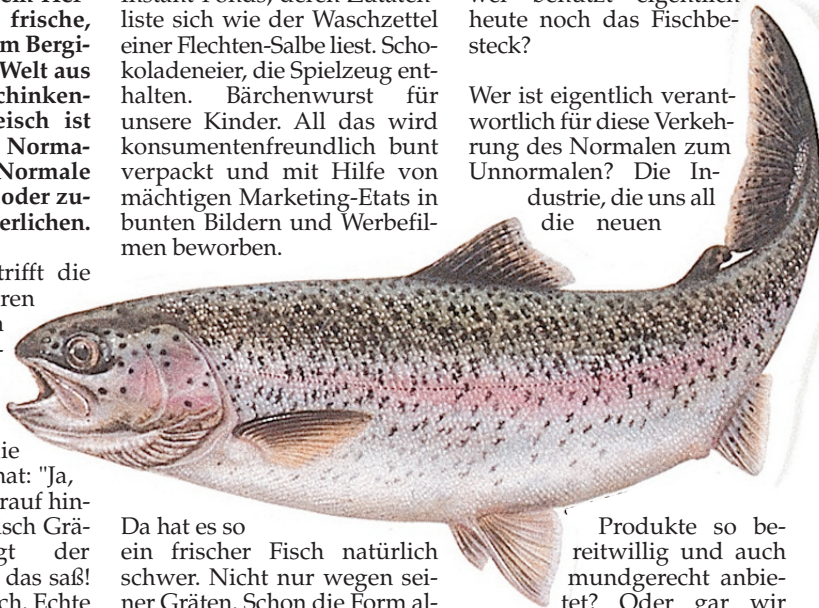 frische,
m Bergi-
Welt aus
chinken-
eisch ist
Norma-
Normale
oder zu-
erlichen.
trifft die
ren
ie
nat: "Ja,
rauf hin-
sch Grä-
gt der
das saß!
ch. Echte
liste sich wie der Waschzettel
einer Flechten-Salbe liest. Scho-
koladeneier, die Spielzeug ent-
halten. Bärchenwurst für
unsere Kinder. All das wird
konsumentenfreundlich bunt
verpackt und mit Hilfe von
mächtigen Marketing-Etats in
bunten Bildern und Werbefil-
men beworben.
Da hat es so
ein frischer Fisch natürlich
schwer. Nicht nur wegen sei-
ner Gräten. Schon die Form al-
wer benutzt eigentlich
heute noch das Fischbe-
steck?
Wer ist eigentlich verant-
wortlich für diese Verkeh-
rung des Normalen zum
Unnormalen? Die In-
dustrie, die uns all
die neuen
Produkte so be-
reitwillig und auch
mundgerecht anbie-
tet? Oder gar wir